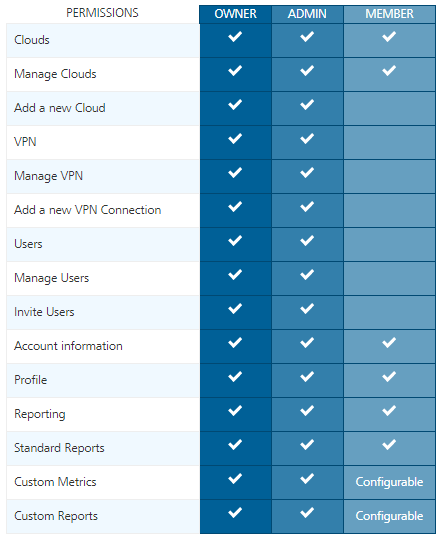 PERMISSIONS OWNER ADMIN MEMBER
Clouds
Manage Clouds
Add a new Cloud
VPN
Manage VPN
Add a new VPN Connection
Users
Manage Users
Invite Users
Account information
Profile
Reporting
Standard Reports
Custom Metrics Configurable
Custom Reports Configurable